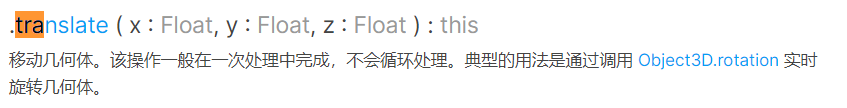 .translate ( x : Float, y : Float, z : Float ) : this
移动几何体。该操作一般在一次处理中完成，不会循环处理。典型的用法是通过调用 Object3D.rotation 实时
旋转几何体。